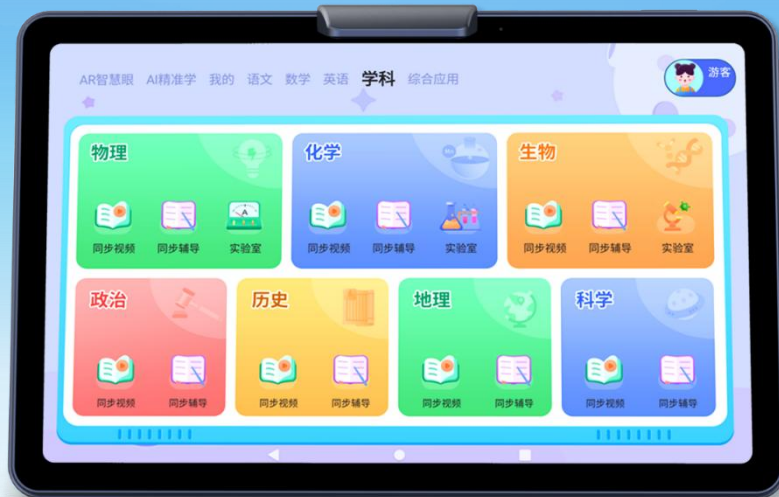 AR智慧眼 AI精准学 我的 语文 数学 英语 学科 综合应用
游客
物理
同步视频 同步辅导 实验室
化学
同步视频 同步辅导 实验室
生物
同步视频 同步辅导 实验室
政治
同步视频 同步辅导
历史
同步视频 同步辅导
地理
同步视频 同步辅导
科学
同步视频 同步辅导